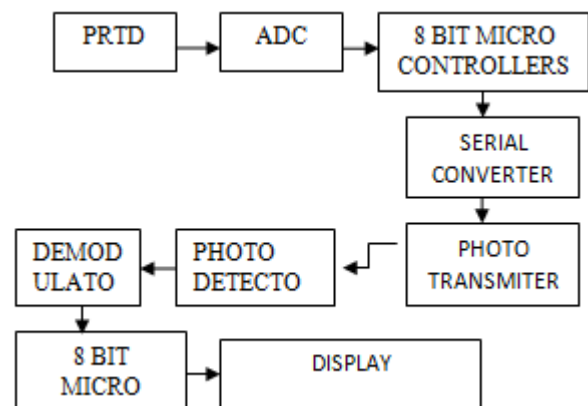 PRTD
ADC
8 BIT MICRO
CONTROLLERS
SERIAL
CONVERTER
PHOTO
TRANSMITER
PHOTO
DETECTO
DEMOD
ULATO
8 BIT
MICRO
DISPLAY